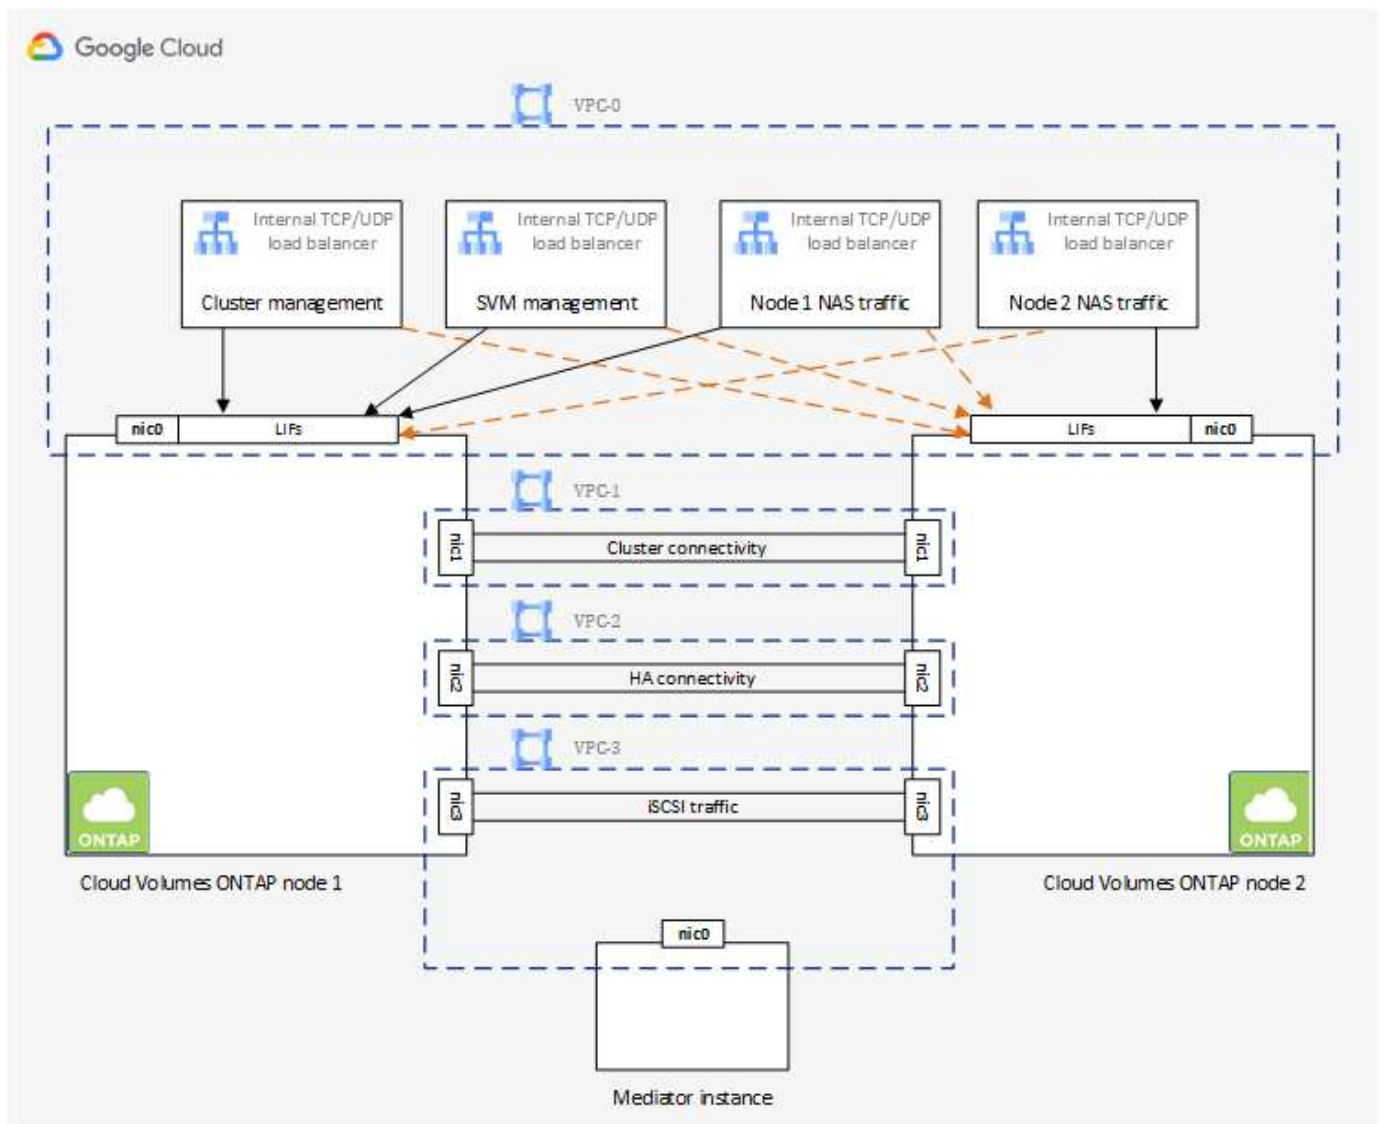 Google Cloud
VPC-0
Internal TCP/UDP
load balancer
Cluster management
Internal TCP/UDP
load balancer
SVM management
Internal TCP/UDP
load balancer
Node 1 NAS traffic
Internal TCP/UDP
load balancer
Node 2 NAS traffic
nic0
LIFs
LIFs
nic0
VPC-1
nic1
Cluster connectivity
nic1
VPC-2
nic2
HA connectivity
nic2
VPC-3
nic3
iSCSI traffic
nic3
ONTAP
ONTAP
Cloud Volumes ONTAP node 1
Cloud Volumes ONTAP node 2
nic0
Mediator instance